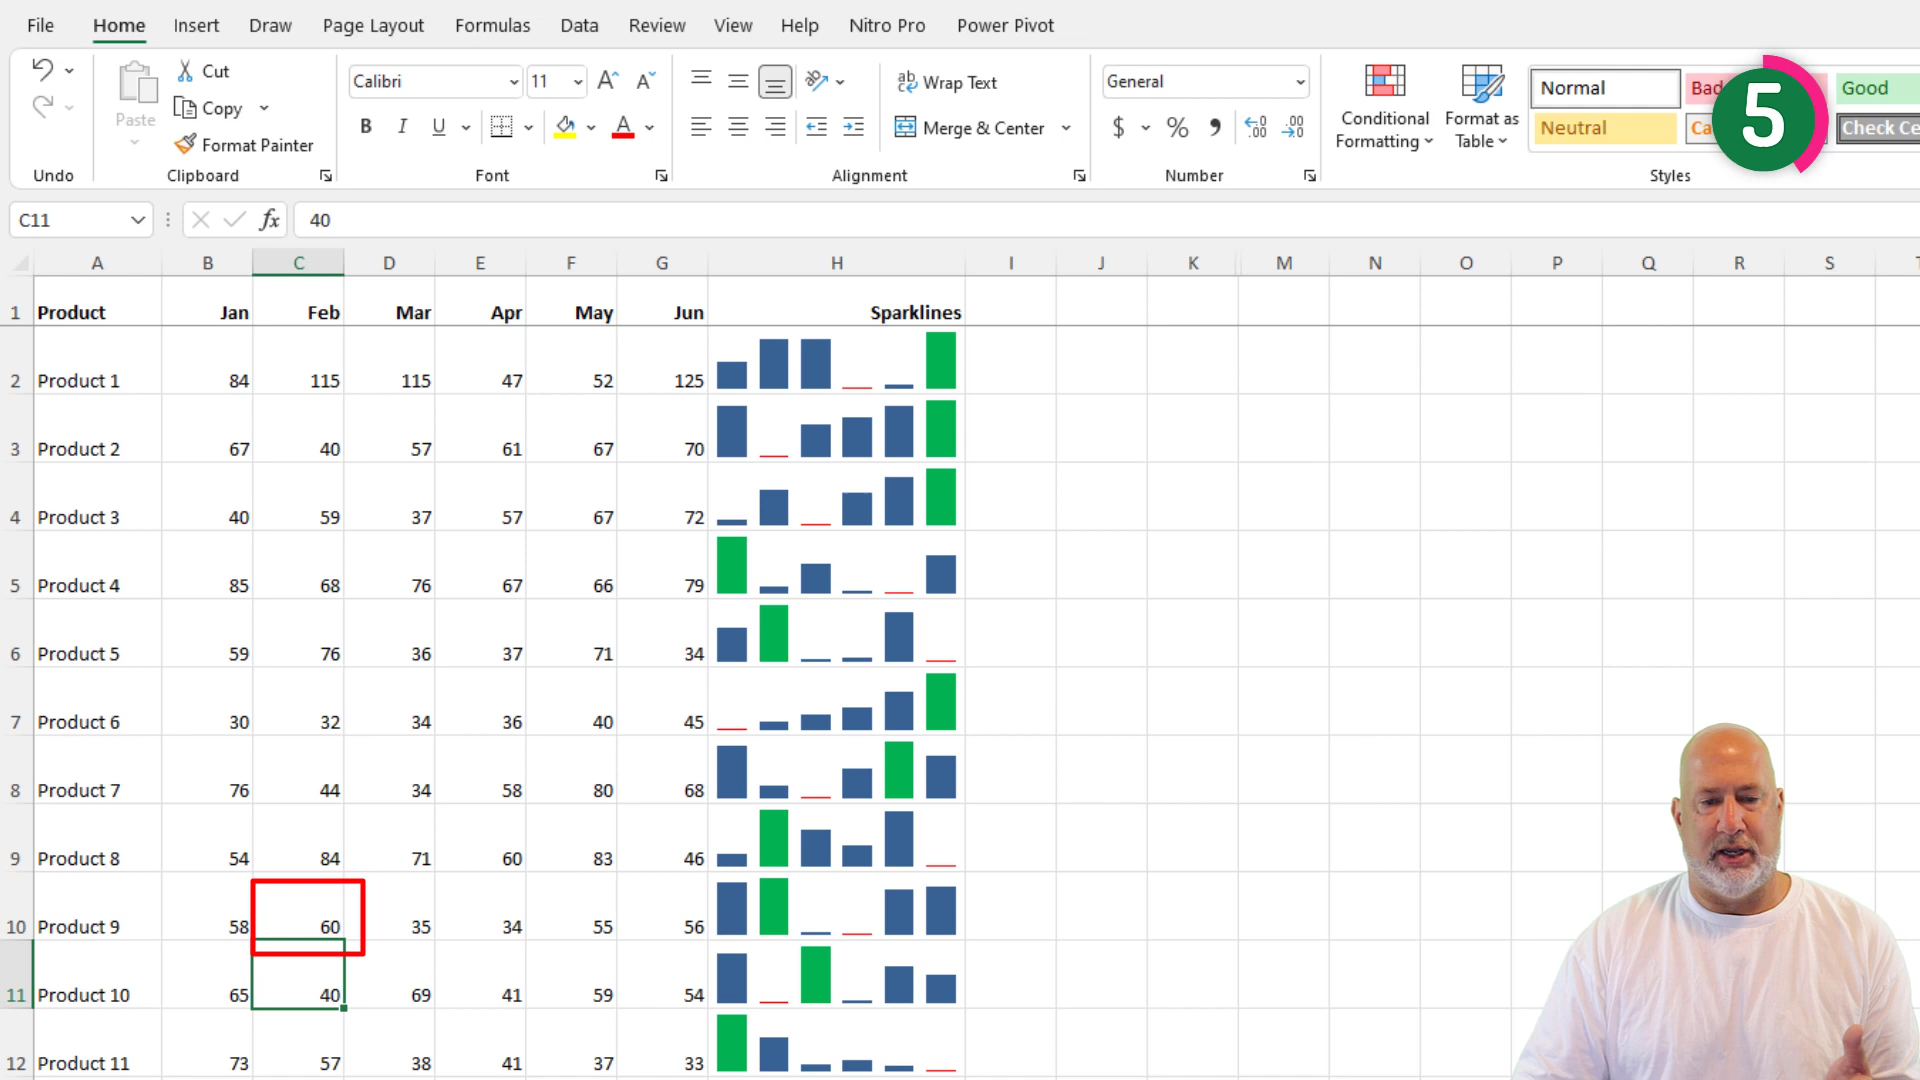 File Home Insert Draw Page Layout Formulas Data Review View Help Nitro Pro Power Pivot
Cut
Copy
Format Painter
Paste
Undo Clipboard
Calibri 11
B I U A
Font
Wrap Text
Merge & Center
Alignment
General
$ % 9
Number
Conditional Formatting
Format as Table
Normal Bad Good
Neutral Ca Check Ce
Styles
5
C11 fx 40
A B C D E F G H I J K L M N O P Q R S
1 Product Jan Feb Mar Apr May Jun Sparklines
2 Product 1 84 115 115 47 52 125
3 Product 2 67 40 57 61 67 70
4 Product 3 40 59 37 57 67 72
5 Product 4 85 68 76 67 66 79
6 Product 5 59 76 36 37 71 34
7 Product 6 30 32 34 36 40 45
8 Product 7 76 44 34 58 80 68
9 Product 8 54 84 71 60 83 46
10 Product 9 58 60 35 34 55 56
11 Product 10 65 40 69 41 59 54
12 Product 11 73 57 38 41 37 33